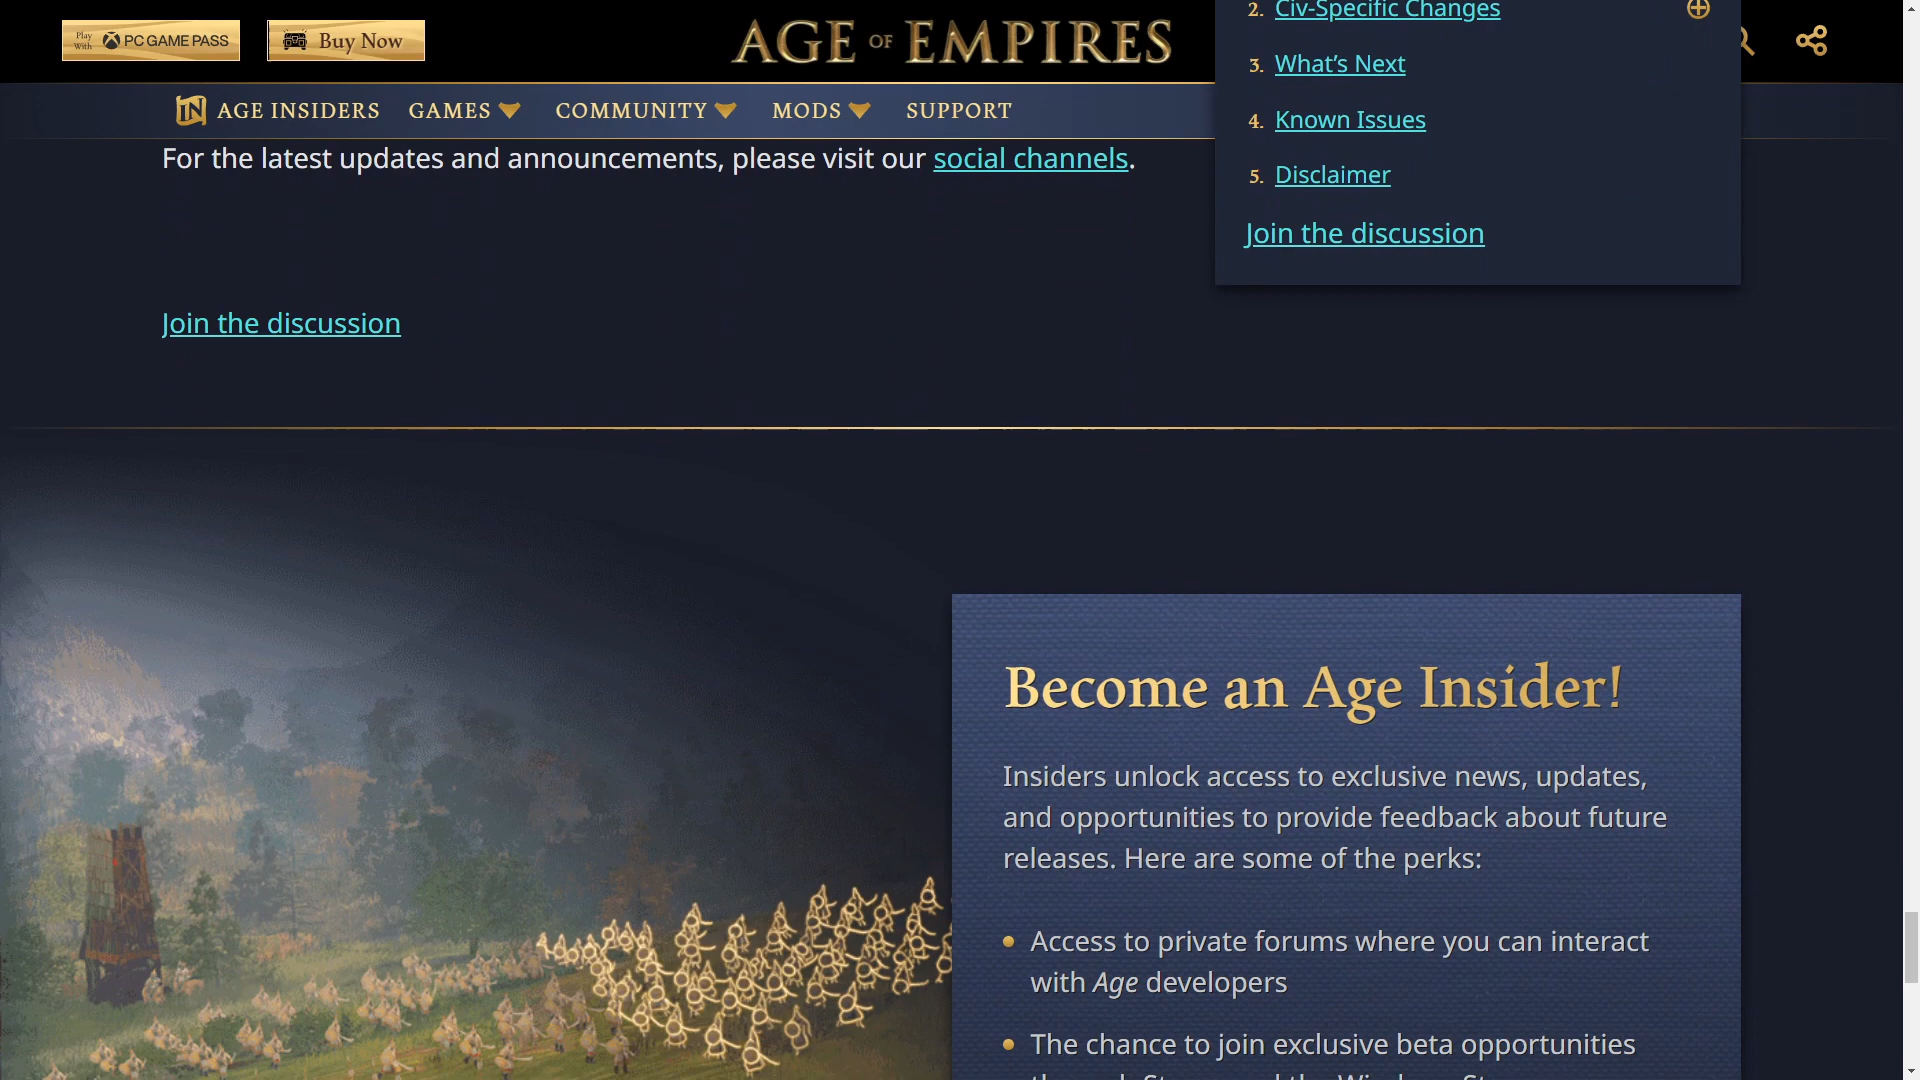 Play
With
PC GAME PASS
Buy Now
AGE OF EMPIRES
2. Civ-Specific Changes
3. What’s Next
4. Known Issues
5. Disclaimer
Join the discussion
IN AGE INSIDERS
GAMES
COMMUNITY
MODS
SUPPORT
For the latest updates and announcements, please visit our social channels.
Join the discussion
Become an Age Insider!
Insiders unlock access to exclusive news, updates,
and opportunities to provide feedback about future
releases. Here are some of the perks:
Access to private forums where you can interact
with Age developers
The chance to join exclusive beta opportunities